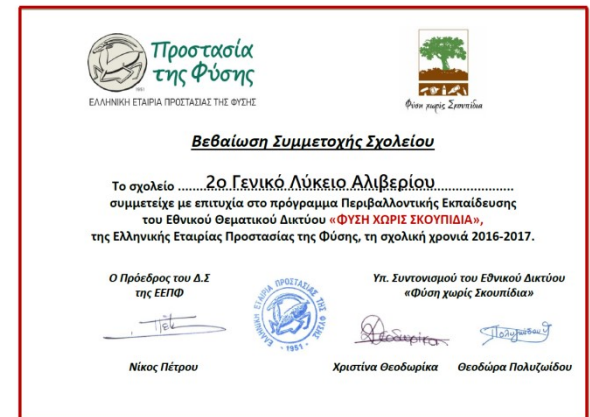 Προστασία
της Φύσης
1951
ΕΛΛΗΝΙΚΗ ΕΤΑΙΡΙΑ ΠΡΟΣΤΑΣΙΑΣ ΤΗΣ ΦΥΣΗΣ
Φύση χωρίς Σκουπίδια
Βεβαίωση Συμμετοχής Σχολείου
Το σχολείο ......2ο Γενικό Λύκειο Αλιβερίου..................
συμμετείχε με επιτυχία στο πρόγραμμα Περιβαλλοντικής Εκπαίδευσης
του Εθνικού Θεματικού Δικτύου «ΦΥΣΗ ΧΩΡΙΣ ΣΚΟΥΠΙΔΙΑ»,
της Ελληνικής Εταιρίας Προστασίας της Φύσης, τη σχολική χρονιά 2016-2017.
Ο Πρόεδρος του Δ.Σ
της ΕΕΠΦ
ΕΛΛΗΝΙΚΗ ΕΤΑΙΡΙΑ ΠΡΟΣΤΑΣΙΑΣ ΤΗΣ ΦΥΣΗΣ
- 1951 -
Υπ. Συντονισμού του Εθνικού Δικτύου
«Φύση χωρίς Σκουπίδια»
Νίκος Πέτρου
Χριστίνα Θεοδωρίκα Θεοδώρα Πολυζωίδου